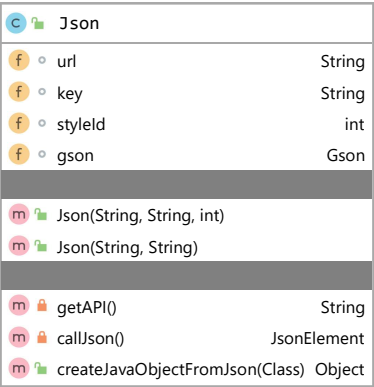 C Json
f url String
f key String
f styleId int
f gson Gson
m Json(String, String, int)
m Json(String, String)
m getAPI() String
m callJson() JsonElement
m createJavaObjectFromJson(Class) Object